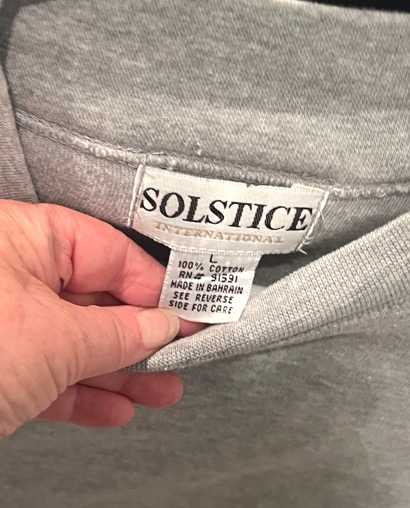 SOLSTICE
INTERNATIONAL
L
100% COTTON
RN# 91591
MADE IN BAHRAIN
SEE REVERSE
SIDE FOR CARE